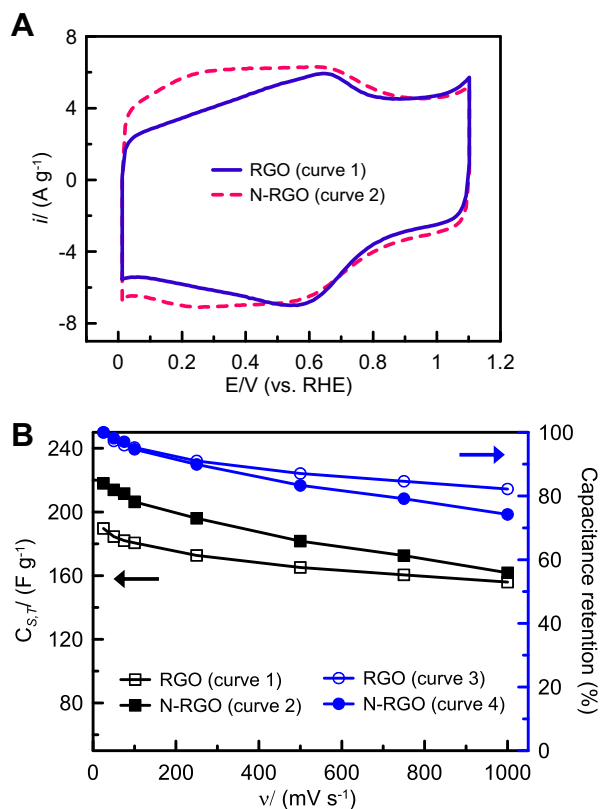 A
8
4
0
-4
-8
i/ (A g⁻¹)
RGO (curve 1)
N-RGO (curve 2)
0 0.2 0.4 0.6 0.8 1 1.2
E/V (vs. RHE)
B
240
200
160
120
80
C_{S,T}/ (F g⁻¹)
100
80
60
40
20
0
Capacitance retention (%)
RGO (curve 1) RGO (curve 3)
N-RGO (curve 2) N-RGO (curve 4)
0 200 400 600 800 1000
ν/ (mV s⁻¹)